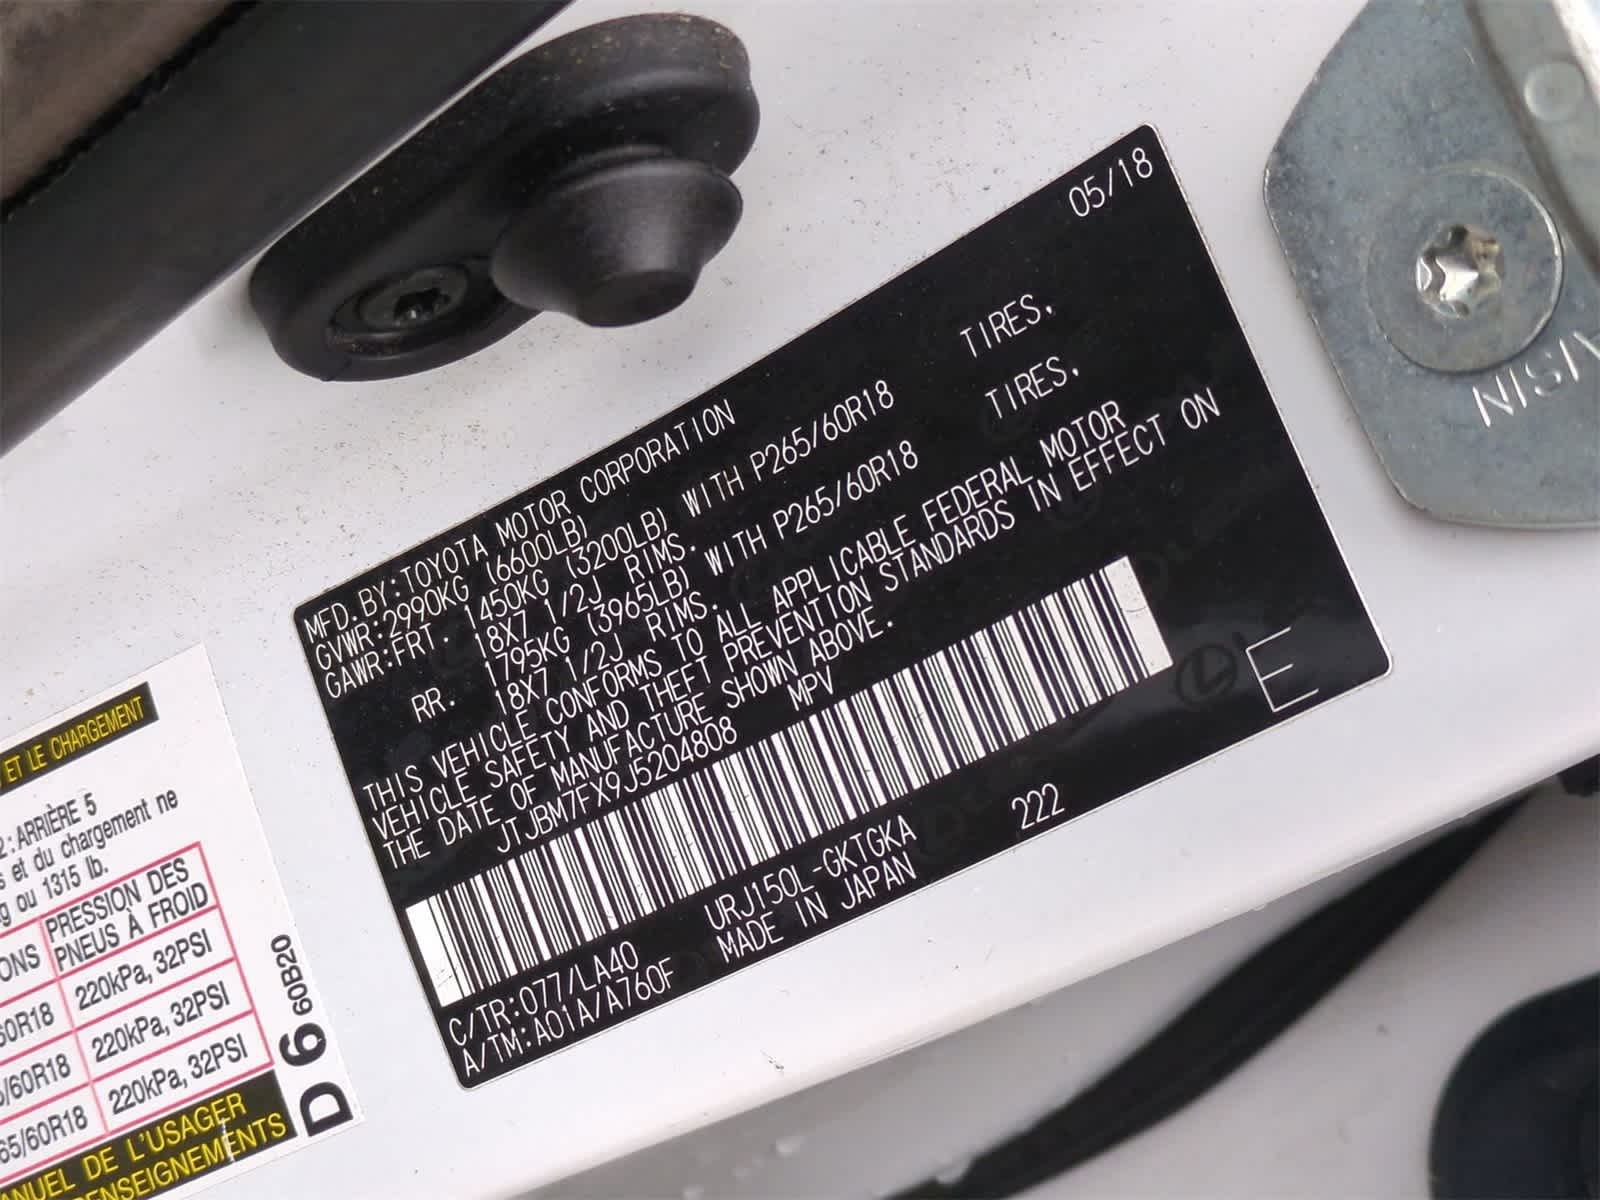 05/18
MFD.BY:TOYOTA MOTOR CORPORATION
GVWR:2990KG (6600LB)
GAWR:FRT. 1450KG (3200LB) WITH P265/60R18 TIRES,
18X7 1/2J RIMS.
RR. 1795KG (3965LB) WITH P265/60R18 TIRES,
18X7 1/2J RIMS.
THIS VEHICLE CONFORMS TO ALL APPLICABLE FEDERAL MOTOR
VEHICLE SAFETY AND THEFT PREVENTION STANDARDS IN EFFECT ON
THE DATE OF MANUFACTURE SHOWN ABOVE.
JTJBM7FX9J5204808 MPV
E
C/TR:077/LA40 URJ150L-GKTGKA 222
A/TM:A01A/A760F MADE IN JAPAN
ET LE CHARGEMENT
2: ARRIÈRE 5
et du chargement ne
ou 1315 lb.
PRESSION DES
PNEUS À FROID
60R18 220kPa, 32PSI
/60R18 220kPa, 32PSI
65/60R18 220kPa, 32PSI
DE L'USAGER
D6 60B20